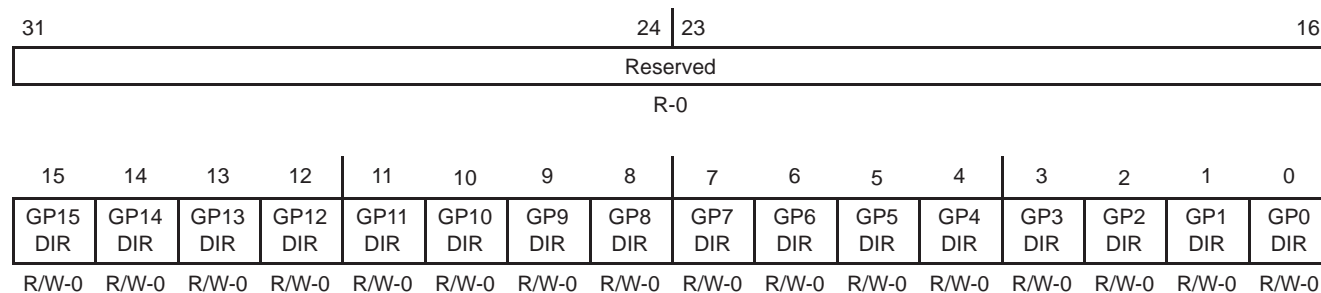 31 24 23 16
Reserved
R-0
15 14 13 12 11 10 9 8 7 6 5 4 3 2 1 0
GP15 GP14 GP13 GP12 GP11 GP10 GP9 GP8 GP7 GP6 GP5 GP4 GP3 GP2 GP1 GP0
DIR DIR DIR DIR DIR DIR DIR DIR DIR DIR DIR DIR DIR DIR DIR DIR
R/W-0 R/W-0 R/W-0 R/W-0 R/W-0 R/W-0 R/W-0 R/W-0 R/W-0 R/W-0 R/W-0 R/W-0 R/W-0 R/W-0 R/W-0 R/W-0